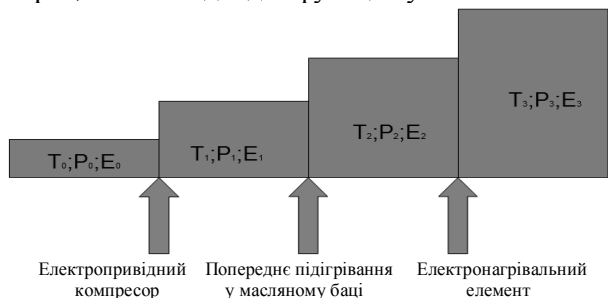 T₀;P₀;E₀
T₁;P₁;E₁
T₂;P₂;E₂
T₃;P₃;E₃
Електропривідний
компресор
Попереднє підігрівання
у масляному баці
Електронагрівальний
елемент